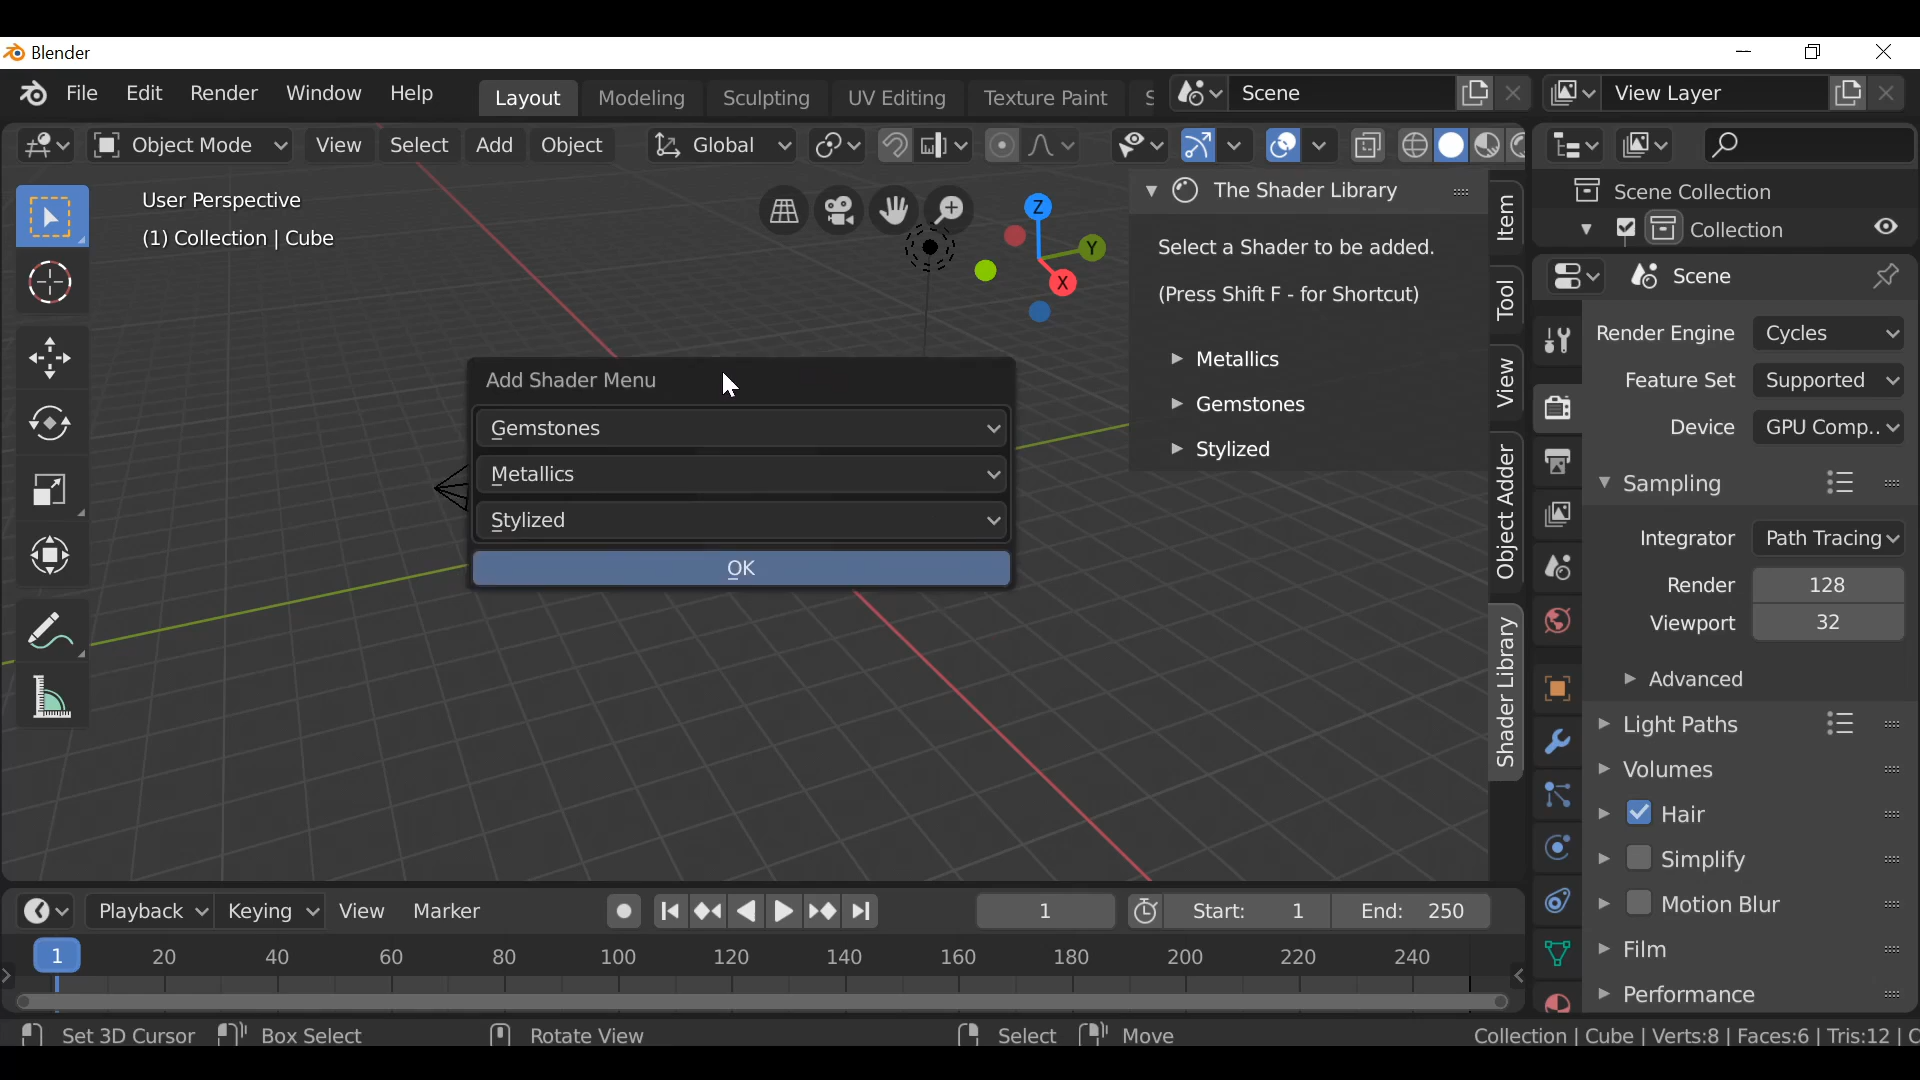 Blender
File Edit Render Window Help Layout Modeling Sculpting UV Editing Texture Paint S Scene View Layer
Object Mode View Select Add Object Global
User Perspective
(1) Collection | Cube
Z
Y
X
The Shader Library
Select a Shader to be added.
(Press Shift F - for Shortcut)
Metallics
Gemstones
Stylized
Item
Tool
View
Object Adder
Shader Library
Add Shader Menu
Gemstones
Metallics
Stylized
OK
Scene Collection
Collection
Scene
Render Engine Cycles
Feature Set Supported
Device GPU Comp..
Sampling
Integrator Path Tracing
Render 128
Viewport 32
Advanced
Light Paths
Volumes
Hair
Simplify
Motion Blur
Film
Performance
Playback Keying View Marker 1 Start: 1 End: 250
1 20 40 60 80 100 120 140 160 180 200 220 240
Set 3D Cursor Box Select Rotate View Select Move Collection | Cube | Verts:8 | Faces:6 | Tris:12 |